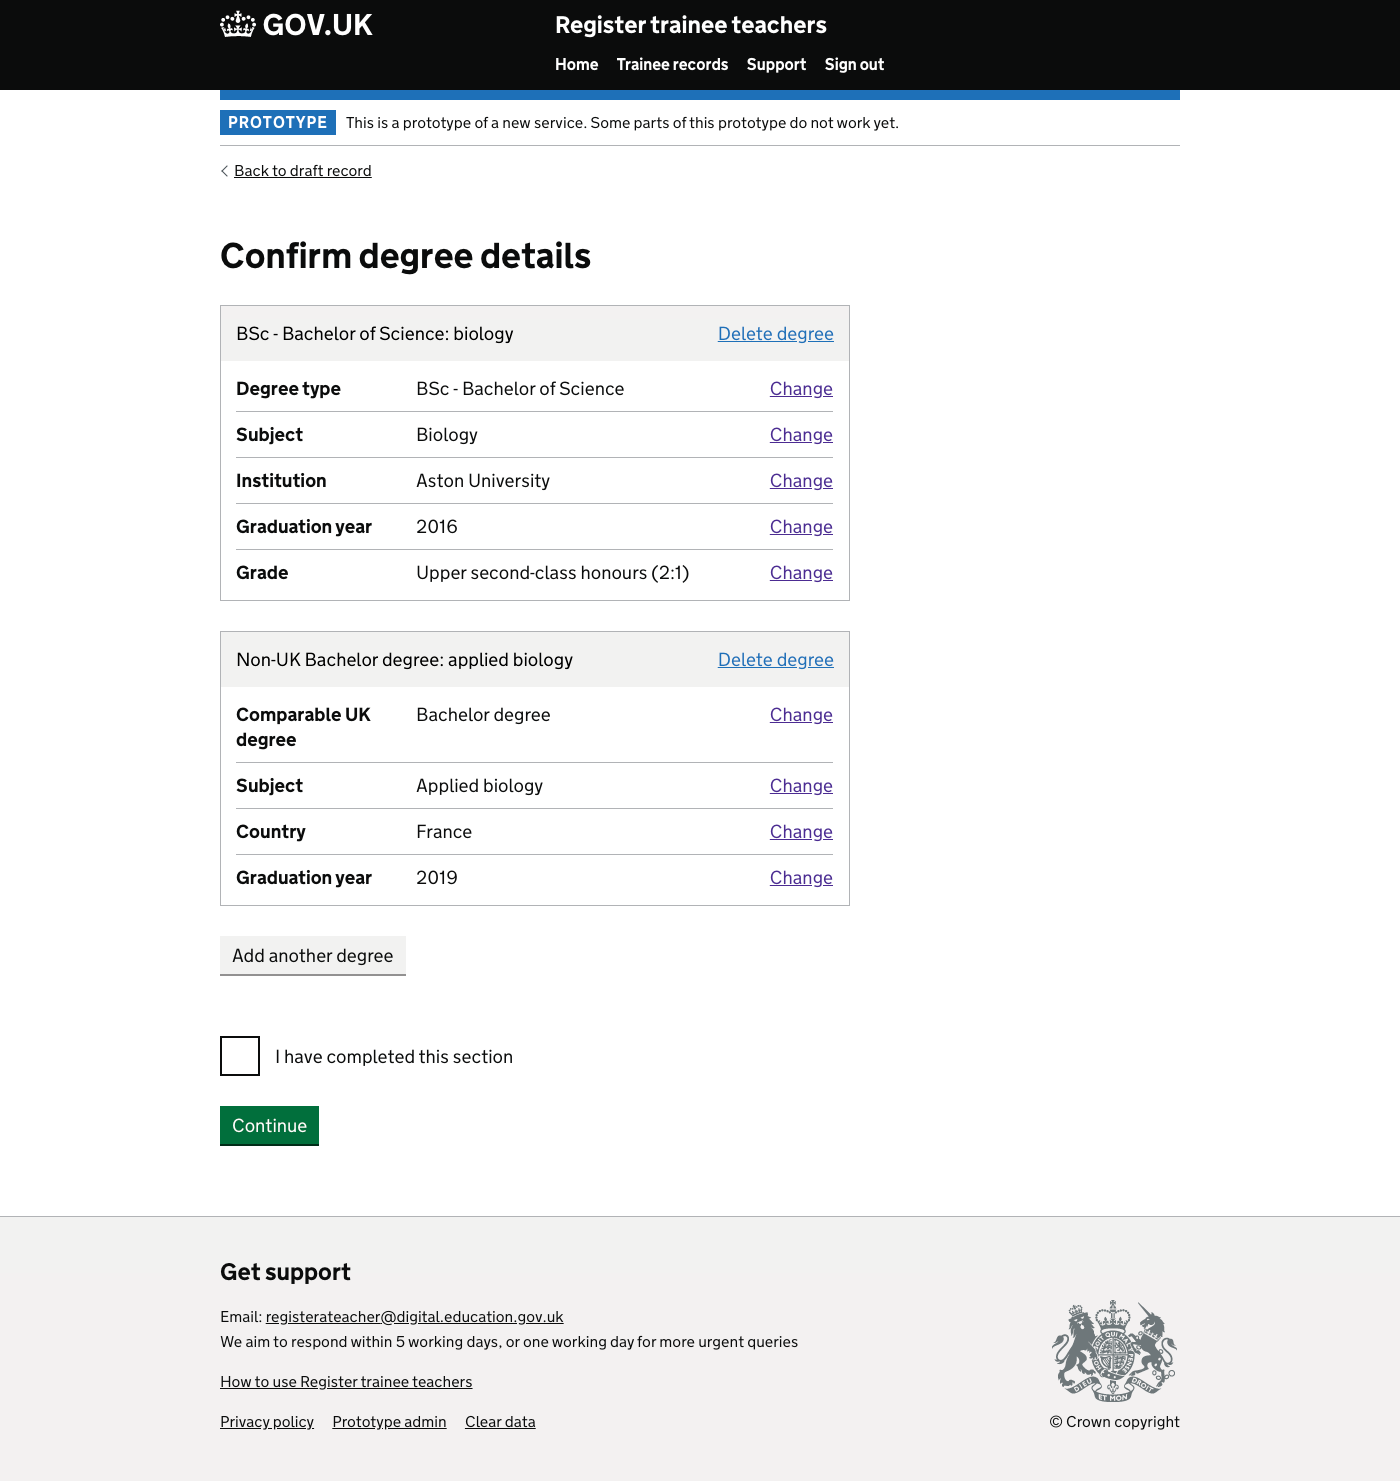 GOV.UK
Register trainee teachers
Home Trainee records Support Sign out
PROTOTYPE This is a prototype of a new service. Some parts of this prototype do not work yet.
Back to draft record
Confirm degree details
BSc - Bachelor of Science: biology Delete degree
Degree type BSc - Bachelor of Science Change
Subject Biology Change
Institution Aston University Change
Graduation year 2016 Change
Grade Upper second-class honours (2:1) Change
Non-UK Bachelor degree: applied biology Delete degree
Comparable UK Bachelor degree Change
degree
Subject Applied biology Change
Country France Change
Graduation year 2019 Change
Add another degree
I have completed this section
Continue
Get support
Email: registerateacher@digital.education.gov.uk
We aim to respond within 5 working days, or one working day for more urgent queries
How to use Register trainee teachers
DIEU ET MON DROIT
Privacy policy Prototype admin Clear data
© Crown copyright